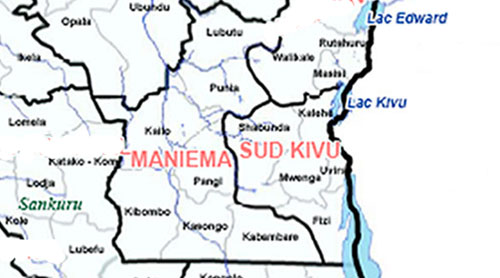 Opala
Ubundu
Lubutu
Lac Edward
Rutshuru
Walikale
Masisi
Ikela
Punia
Lac Kivu
Kalehe
Lomela
Kailo
Shabunda
MANIEMA
SUD KIVU
Katako - Kom
Lodja
Pangi
Mwenga
Uvira
Sankuru
Kole
Kibombo
Kasongo
Fizi
Kabambare
Lubefu
Kongolo